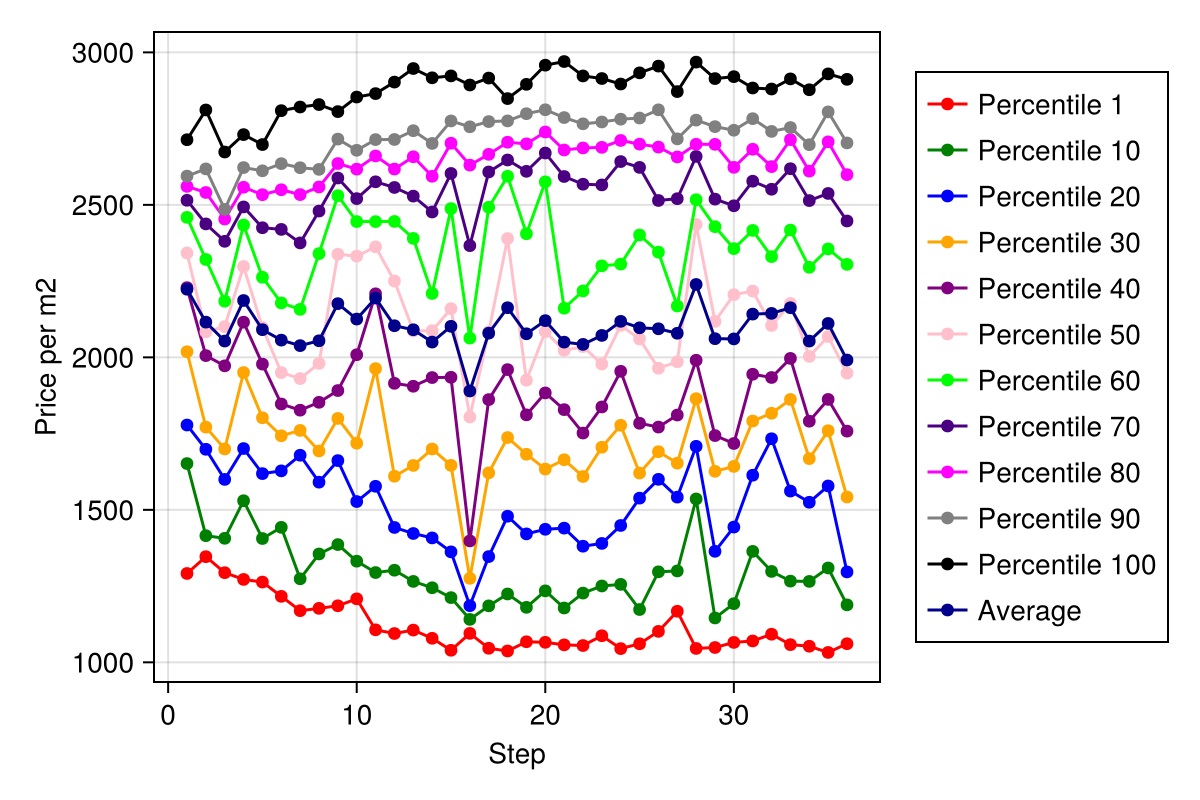 3000
2500
2000
1500
1000
Price per m2
0 10 20 30
Step
Percentile 1
Percentile 10
Percentile 20
Percentile 30
Percentile 40
Percentile 50
Percentile 60
Percentile 70
Percentile 80
Percentile 90
Percentile 100
Average